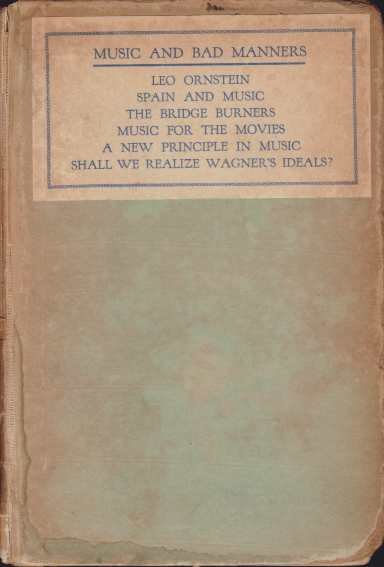 MUSIC AND BAD MANNERS
LEO ORNSTEIN
SPAIN AND MUSIC
THE BRIDGE BURNERS
MUSIC FOR THE MOVIES
A NEW PRINCIPLE IN MUSIC
SHALL WE REALIZE WAGNER'S IDEALS?